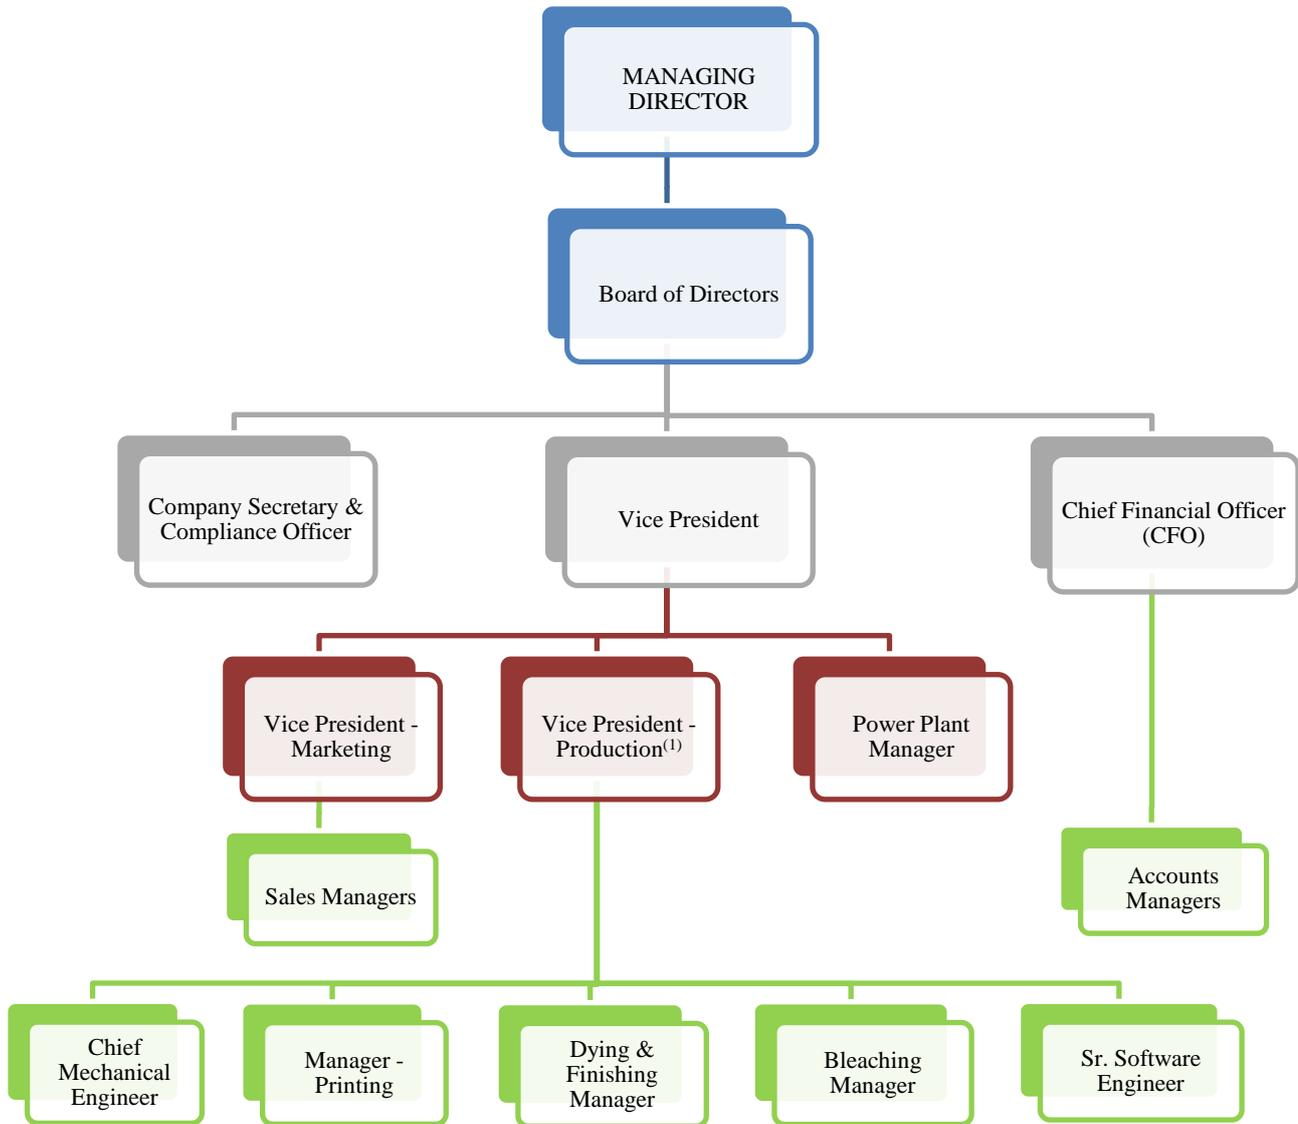 MANAGING
DIRECTOR
Board of Directors
Company Secretary &
Compliance Officer
Vice President
Chief Financial Officer
(CFO)
Vice President -
Marketing
Vice President -
Production(1)
Power Plant
Manager
Sales Managers
Accounts
Managers
Chief
Mechanical
Engineer
Manager -
Printing
Dying &
Finishing
Manager
Bleaching
Manager
Sr. Software
Engineer